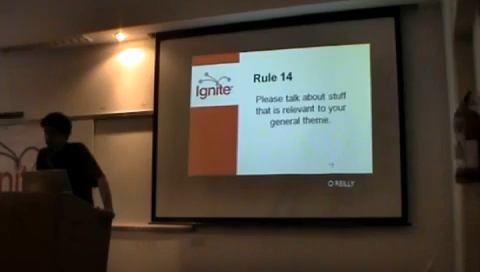 Rule 14
Ignite
Please talk about stuff
that is relevant to your
general theme.
O'REILLY